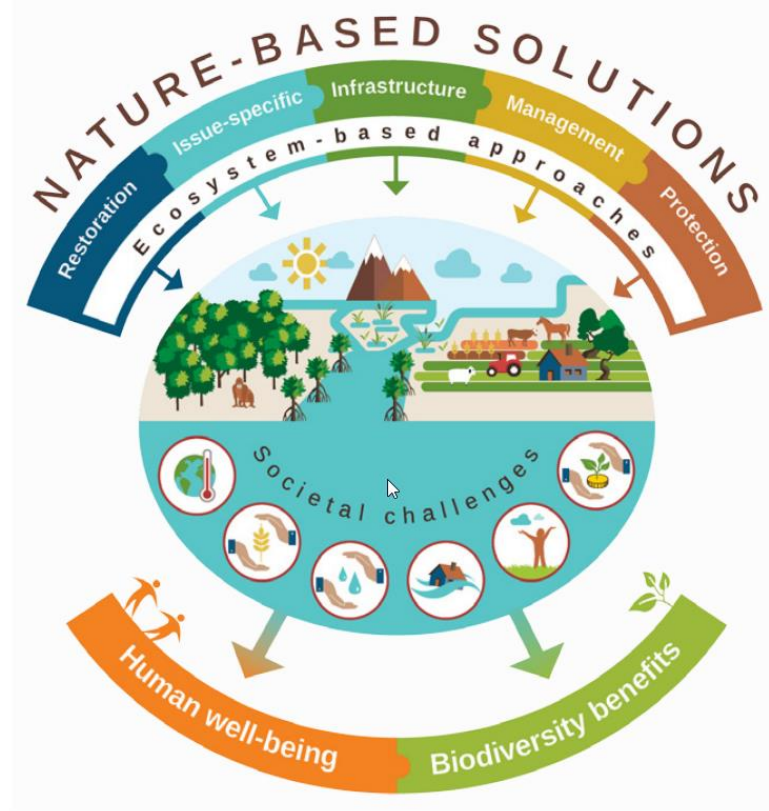 NATURE-BASED SOLUTIONS
Restoration
Issue-specific
Infrastructure
Management
Protection
Ecosystem-based approaches
Societal challenges
Human well-being
Biodiversity benefits